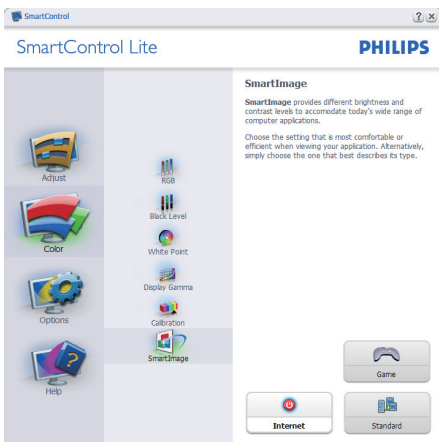 SmartControl
SmartControl Lite
PHILIPS
Adjust
Color
Options
Help
RGB
Black Level
White Point
Display Gamma
Calibration
SmartImage
SmartImage
SmartImage provides different brightness and
contrast levels to accomodate today's wide range of
computer applications.
Choose the setting that is most comfortable or
efficient when viewing your application. Alternatively,
simply choose the one that best describes its type.
Game
Internet
Standard